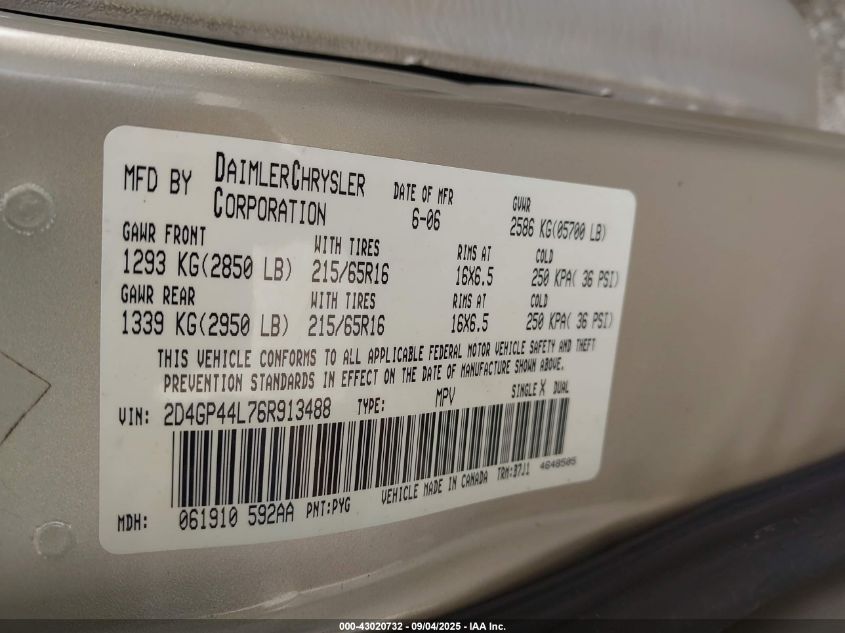 MFD BY DAIMLERCHRYSLER CORPORATION DATE OF MFR 6-06 GVWR 2586 KG(05700 LB)
GAWR FRONT WITH TIRES RIMS AT COLD
1293 KG(2850 LB) 215/65R16 16X6.5 250 KPA( 36 PSI)
GAWR REAR WITH TIRES RIMS AT COLD
1339 KG(2950 LB) 215/65R16 16X6.5 250 KPA( 36 PSI)
THIS VEHICLE CONFORMS TO ALL APPLICABLE FEDERAL MOTOR VEHICLE SAFETY AND THEFT
PREVENTION STANDARDS IN EFFECT ON THE DATE OF MANUFACTURE SHOWN ABOVE.
VIN: 2D4GP44L76R913488 TYPE: MPV SINGLE X DUAL
MDH: 061910 592AA PNT:PYG VEHICLE MADE IN CANADA TRM:B7J1 4648505
000-43020732 - 09/04/2025 - IAA Inc.